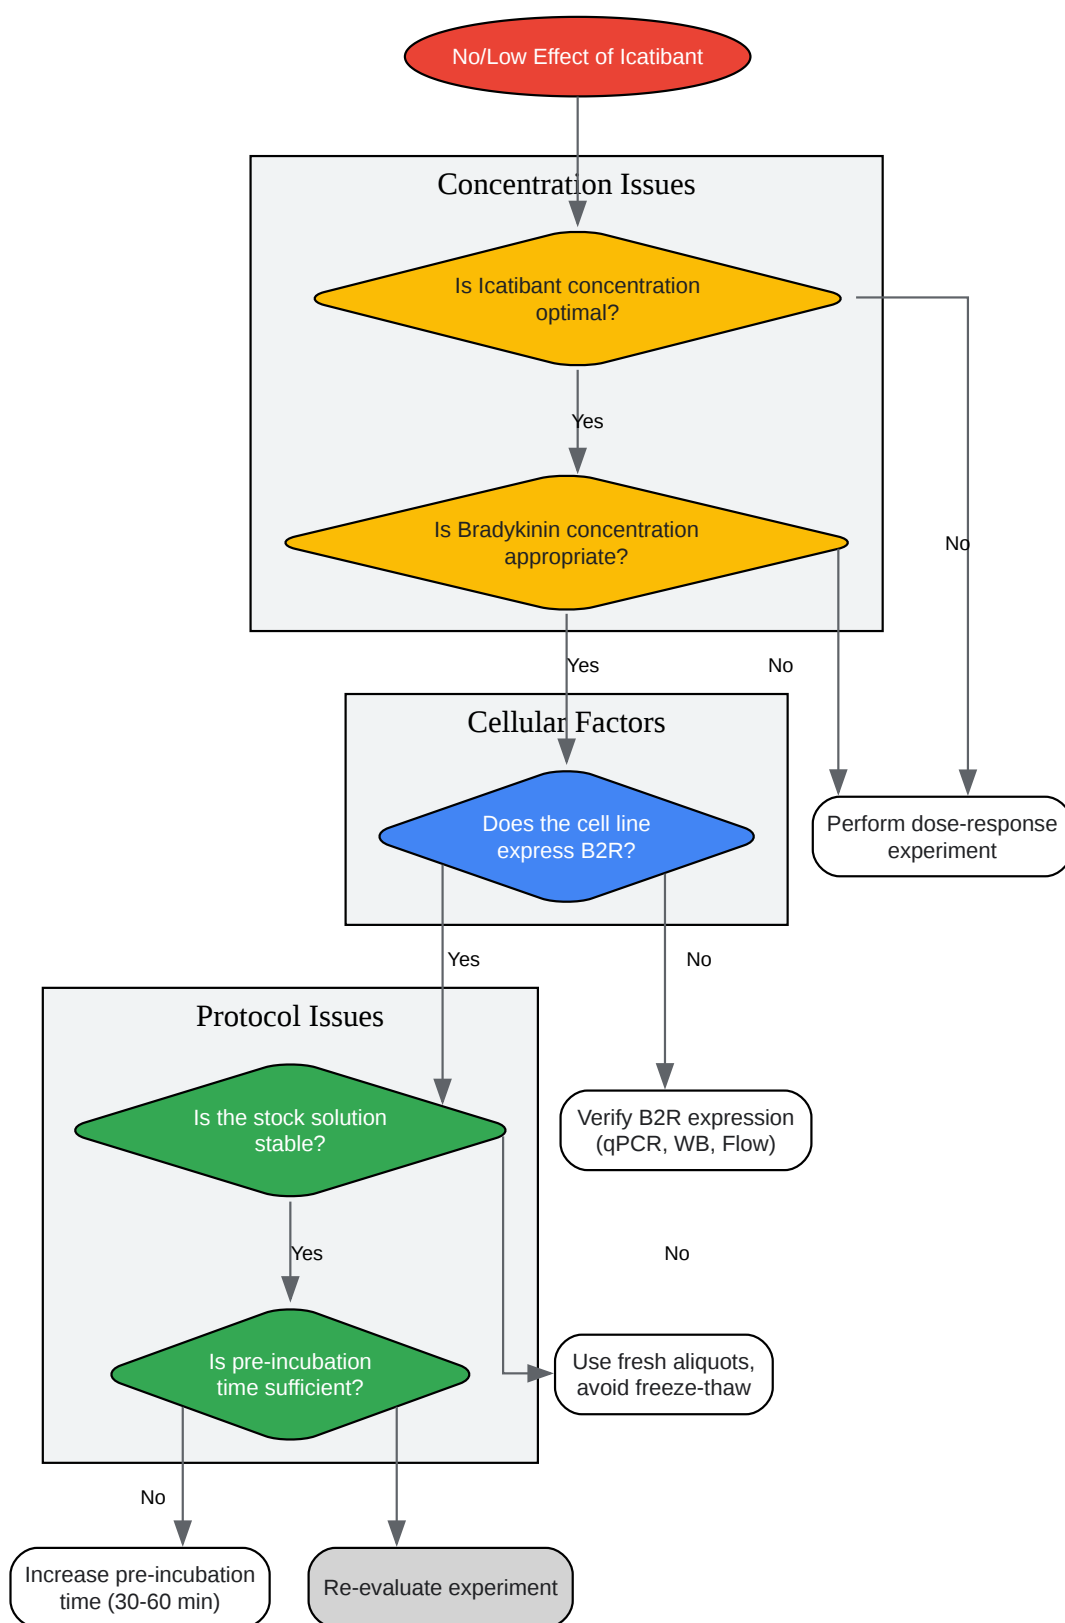 No/Low Effect of Icatibant
Concentration Issues
Is Icatibant concentration
optimal?
Yes
Is Bradykinin concentration
appropriate?
No
Yes
No
Cellular Factors
Does the cell line
express B2R?
Perform dose-response
experiment
Yes
No
Protocol Issues
Is the stock solution
stable?
Verify B2R expression
(qPCR, WB, Flow)
Yes
No
Is pre-incubation
time sufficient?
Use fresh aliquots,
avoid freeze-thaw
No
Increase pre-incubation
time (30-60 min)
Re-evaluate experiment